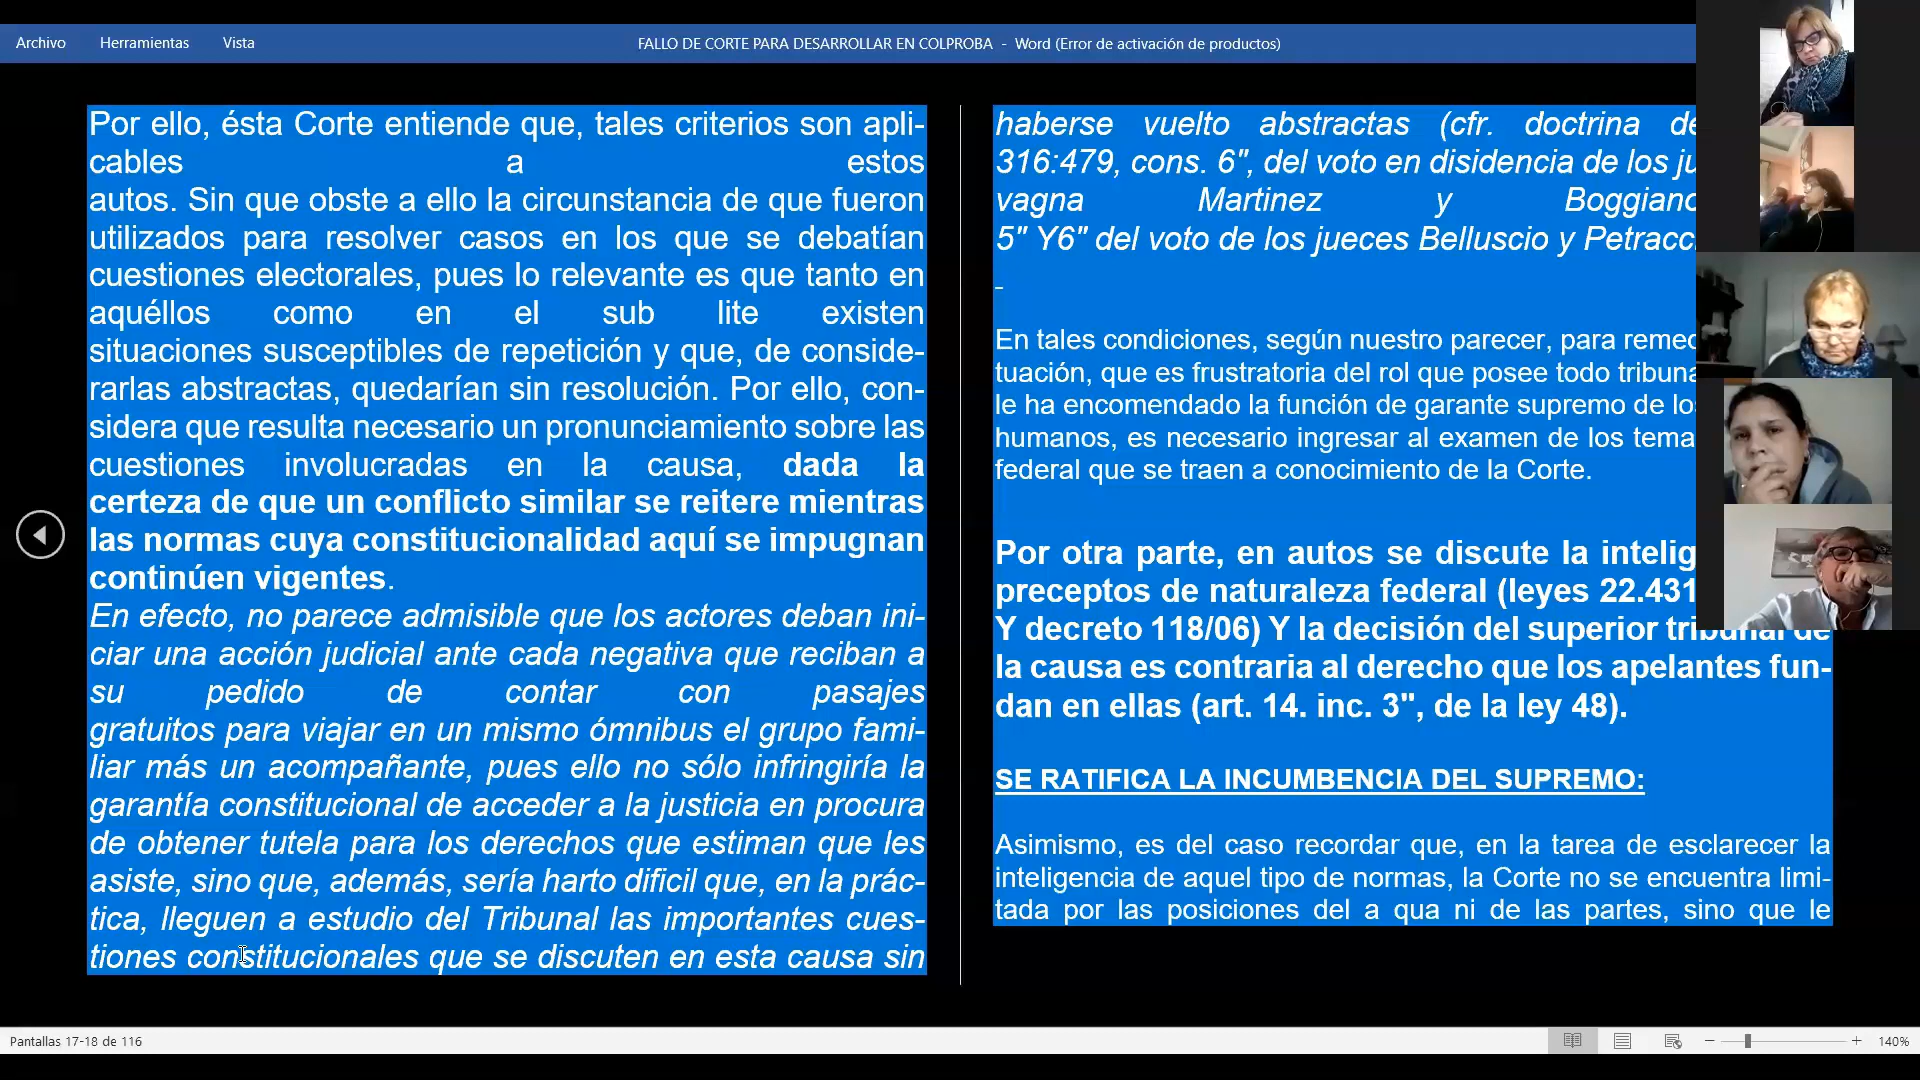 Archivo Herramientas Vista
FALLO DE CORTE PARA DESARROLLAR EN COLPROBA - Word (Error de activación de productos)
Por ello, ésta Corte entiende que, tales criterios son apli-
cables a estos
autos. Sin que obste a ello la circunstancia de que fueron
utilizados para resolver casos en los que se debatían
cuestiones electorales, pues lo relevante es que tanto en
aquéllos como en el sub lite existen
situaciones susceptibles de repetición y que, de conside-
rarlas abstractas, quedarían sin resolución. Por ello, con-
sidera que resulta necesario un pronunciamiento sobre las
cuestiones involucradas en la causa, dada la
certeza de que un conflicto similar se reitere mientras
las normas cuya constitucionalidad aquí se impugnan
continúen vigentes.
En efecto, no parece admisible que los actores deban ini-
ciar una acción judicial ante cada negativa que reciban a
su pedido de contar con pasajes
gratuitos para viajar en un mismo ómnibus el grupo fami-
liar más un acompañante, pues ello no sólo infringiría la
garantía constitucional de acceder a la justicia en procura
de obtener tutela para los derechos que estiman que les
asiste, sino que, además, sería harto dificil que, en la prác-
tica, lleguen a estudio del Tribunal las importantes cues-
tiones constitucionales que se discuten en esta causa sin
haberse vuelto abstractas (cfr. doctrina de
316:479, cons. 6", del voto en disidencia de los ju
vagna Martinez y Boggiano
5" Y6" del voto de los jueces Belluscio y Petracc
-
En tales condiciones, según nuestro parecer, para remed
tuación, que es frustratoria del rol que posee todo tribuna
le ha encomendado la función de garante supremo de lo
humanos, es necesario ingresar al examen de los tema
federal que se traen a conocimiento de la Corte.
Por otra parte, en autos se discute la intelig
preceptos de naturaleza federal (leyes 22.431
Y decreto 118/06) Y la decisión del superior tribunal de
la causa es contraria al derecho que los apelantes fun-
dan en ellas (art. 14. inc. 3", de la ley 48).
SE RATIFICA LA INCUMBENCIA DEL SUPREMO:
Asimismo, es del caso recordar que, en la tarea de esclarecer la
inteligencia de aquel tipo de normas, la Corte no se encuentra limi-
tada por las posiciones del a qua ni de las partes, sino que le
Pantallas 17-18 de 116
140%